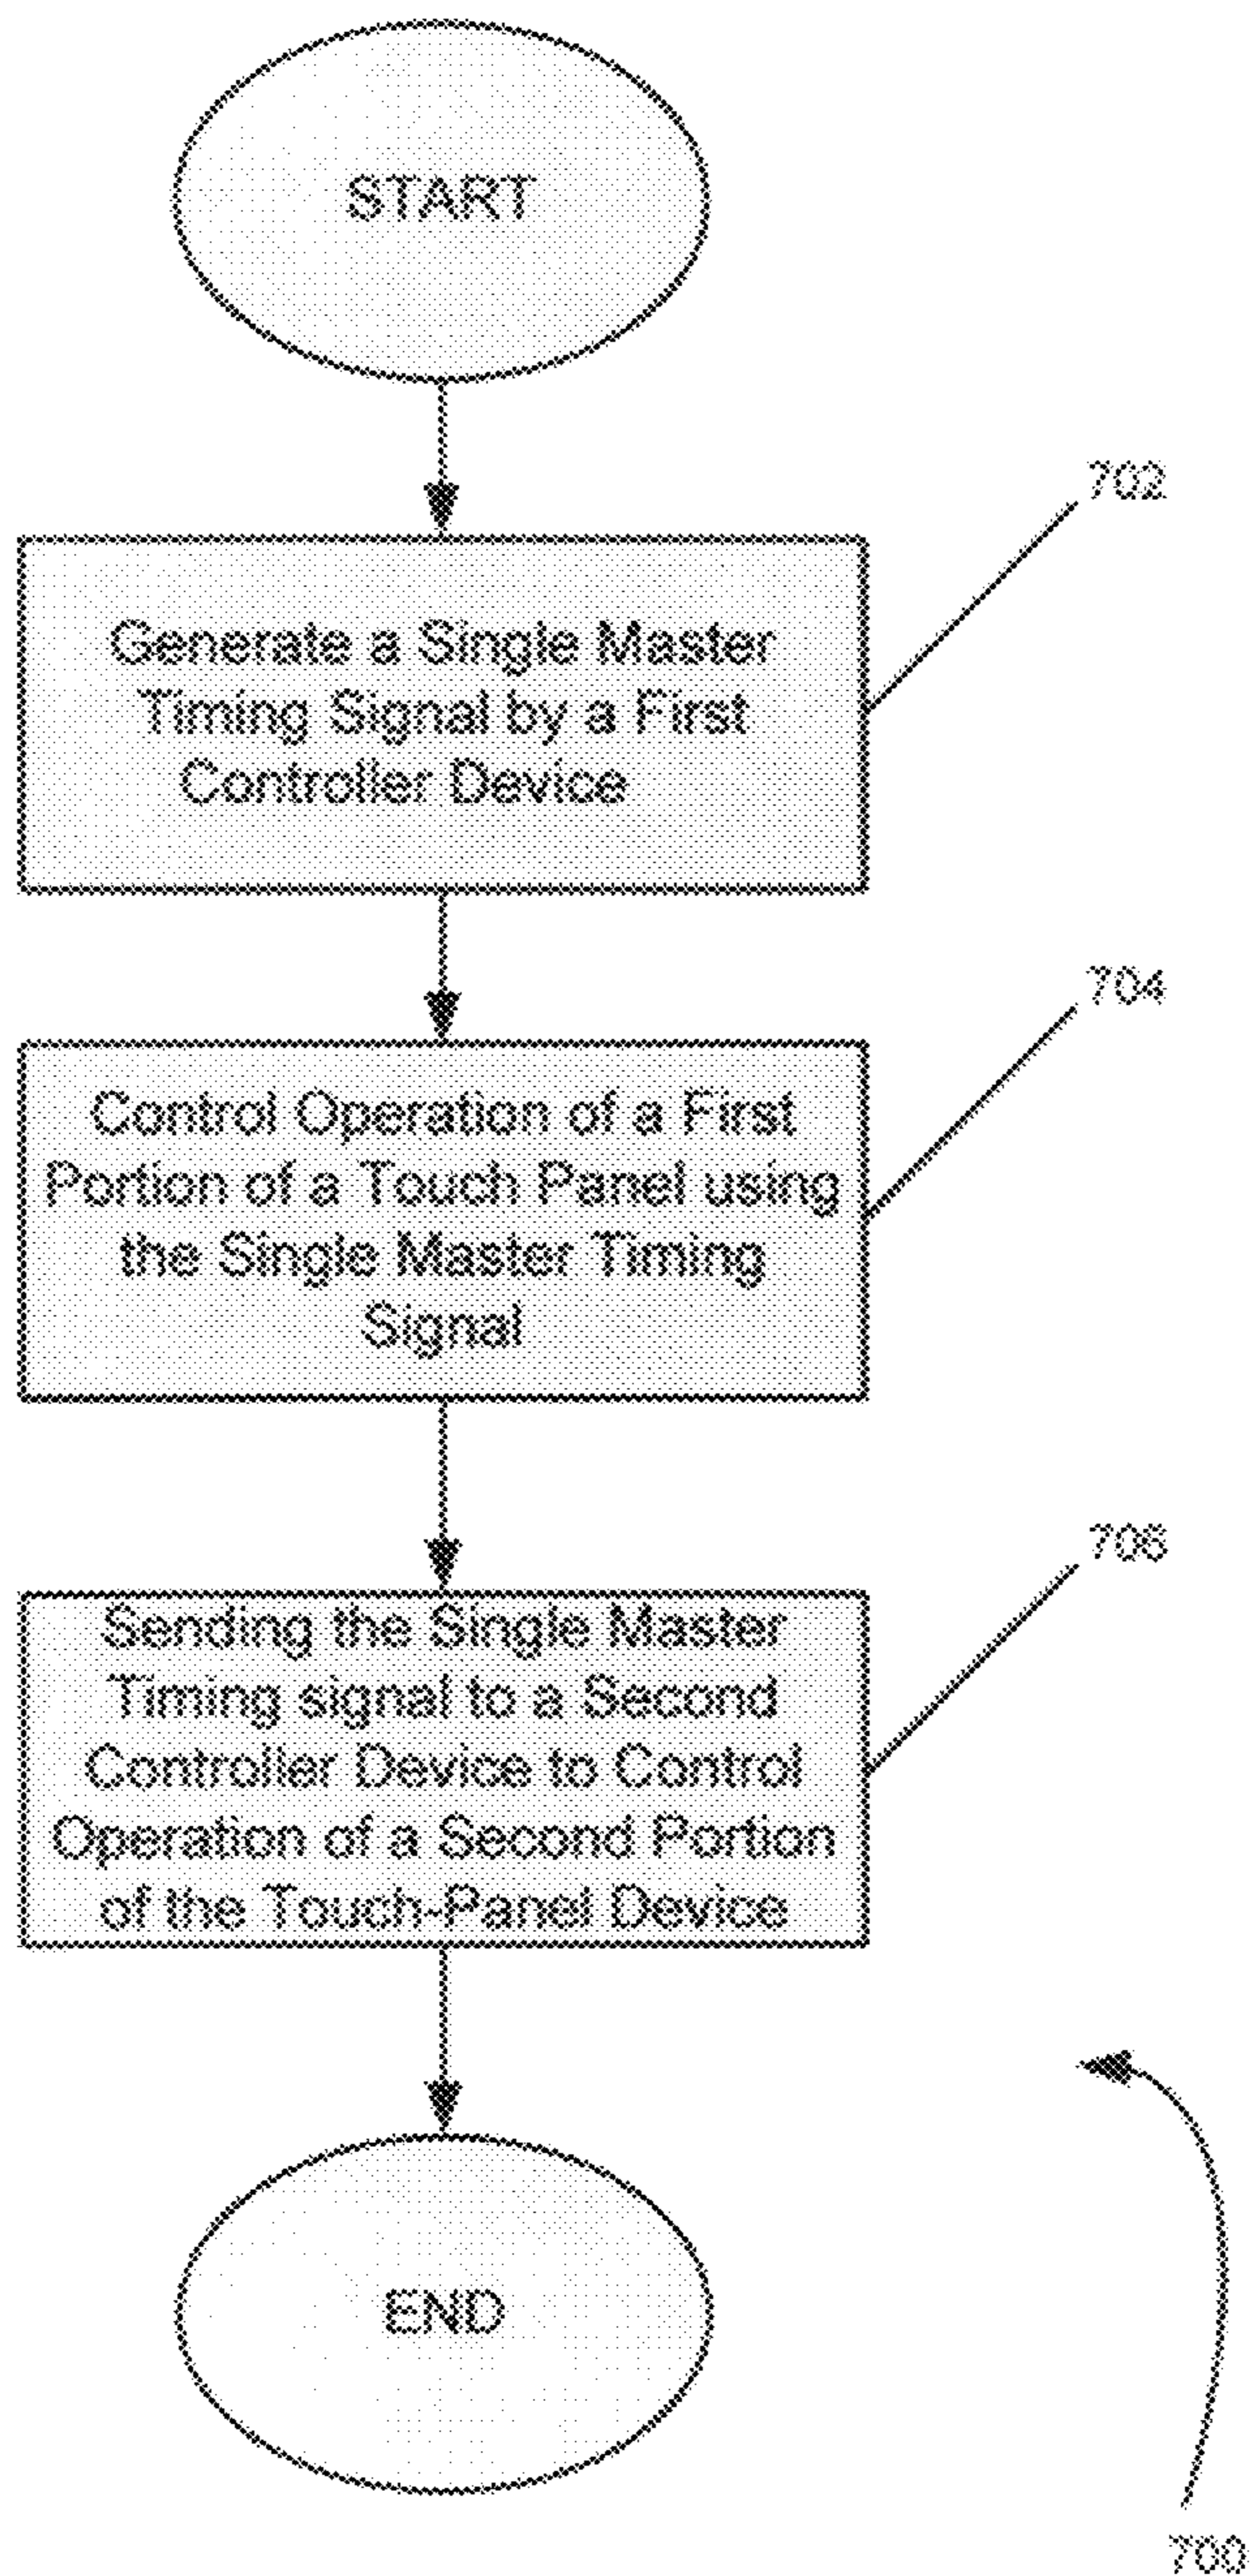 START
702
Generate a Single Master
Timing Signal by a First
Controller Device
704
Control Operation of a First
Portion of a Touch Panel using
the Single Master Timing
Signal
706
Sending the Single Master
Timing signal to a Second
Controller Device to Control
Operation of a Second Portion
of the Touch-Panel Device
END
700